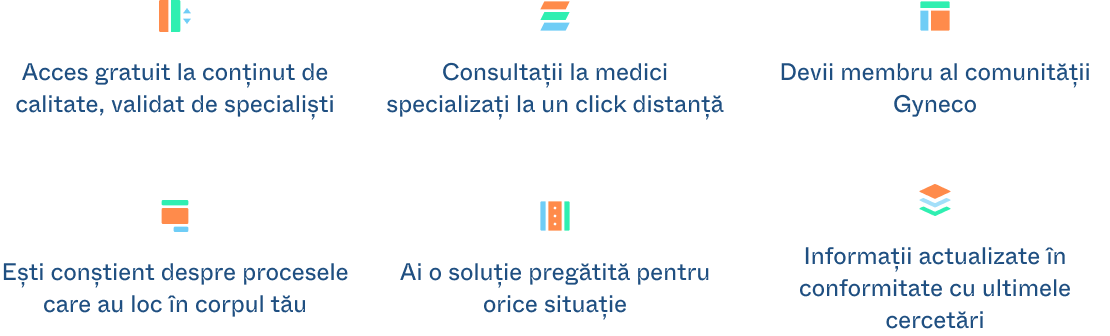 Acces gratuit la conținut de
calitate, validat de specialiști
Consultații la medici
specializați la un click distanță
Devii membru al comunității
Gyneco
Ești conștient despre procesele
care au loc în corpul tău
Ai o soluție pregătită pentru
orice situație
Informații actualizate în
conformitate cu ultimele
cercetări